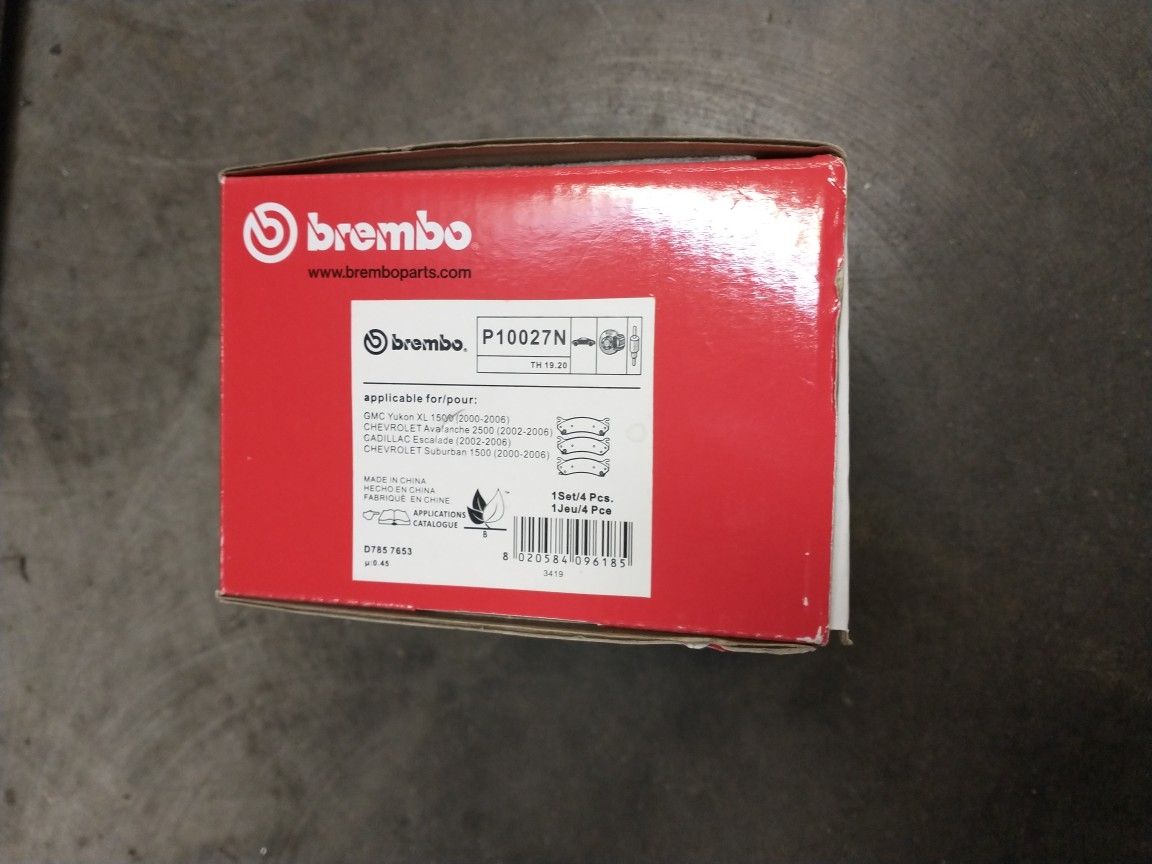 brembo
www.bremboparts.com
brembo. P10027N
TH 19.20
applicable for/pour:
GMC Yukon XL 1500 (2000-2006)
CHEVROLET Avalanche 2500 (2002-2006)
CADILLAC Escalade (2002-2006)
CHEVROLET Suburban 1500 (2000-2006)
MADE IN CHINA
HECHO EN CHINA
FABRIQUÉ EN CHINE
APPLICATIONS
CATALOGUE
™
B
1Set/4 Pcs.
1Jeu/4 Pce
D785 7653
µ:0.45
8 020584 096185
3419